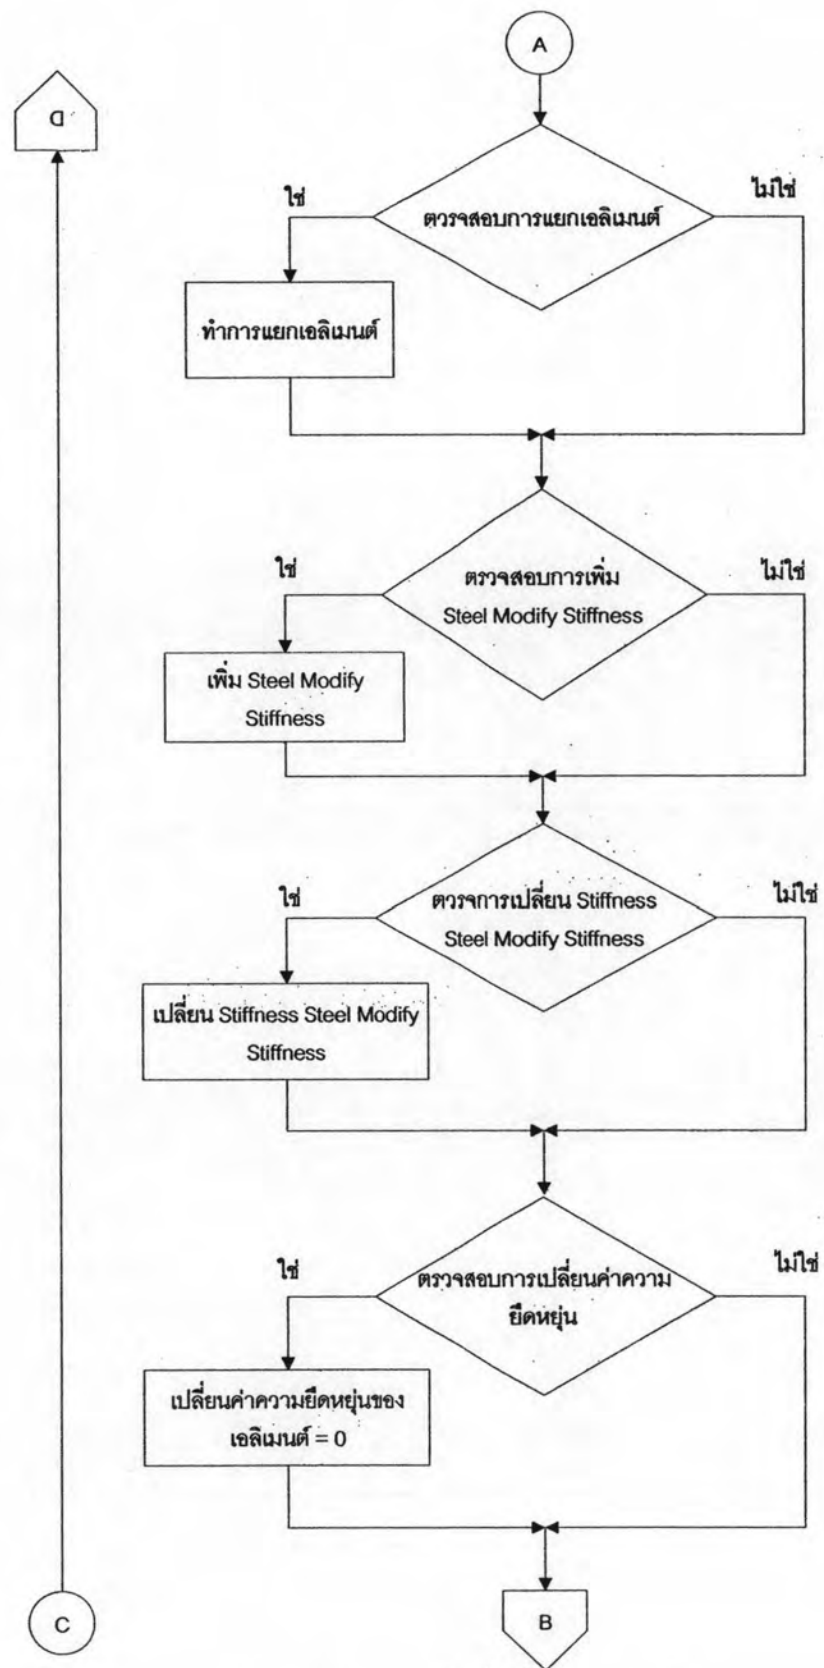 A
D
ใช่
ไม่ใช่
ตวรจสอบการแยกเอลิเมนต์
ทำการแยกเอลิเมนต์
ใช่
ไม่ใช่
ตรวจสอบการเพิ่ม
Steel Modify Stiffness
เพิ่ม Steel Modify
Stiffness
ใช่
ไม่ใช่
ตวรจการเปลี่ยน Stiffness
Steel Modify Stiffness
เปลี่ยน Stiffness Steel Modify
Stiffness
ใช่
ไม่ใช่
ตรวจสอบการเปลี่ยนค่าความ
ยืดหยุ่น
เปลี่ยนค่าความยืดหยุ่นของ
เอลิเมนต์ = 0
C
B